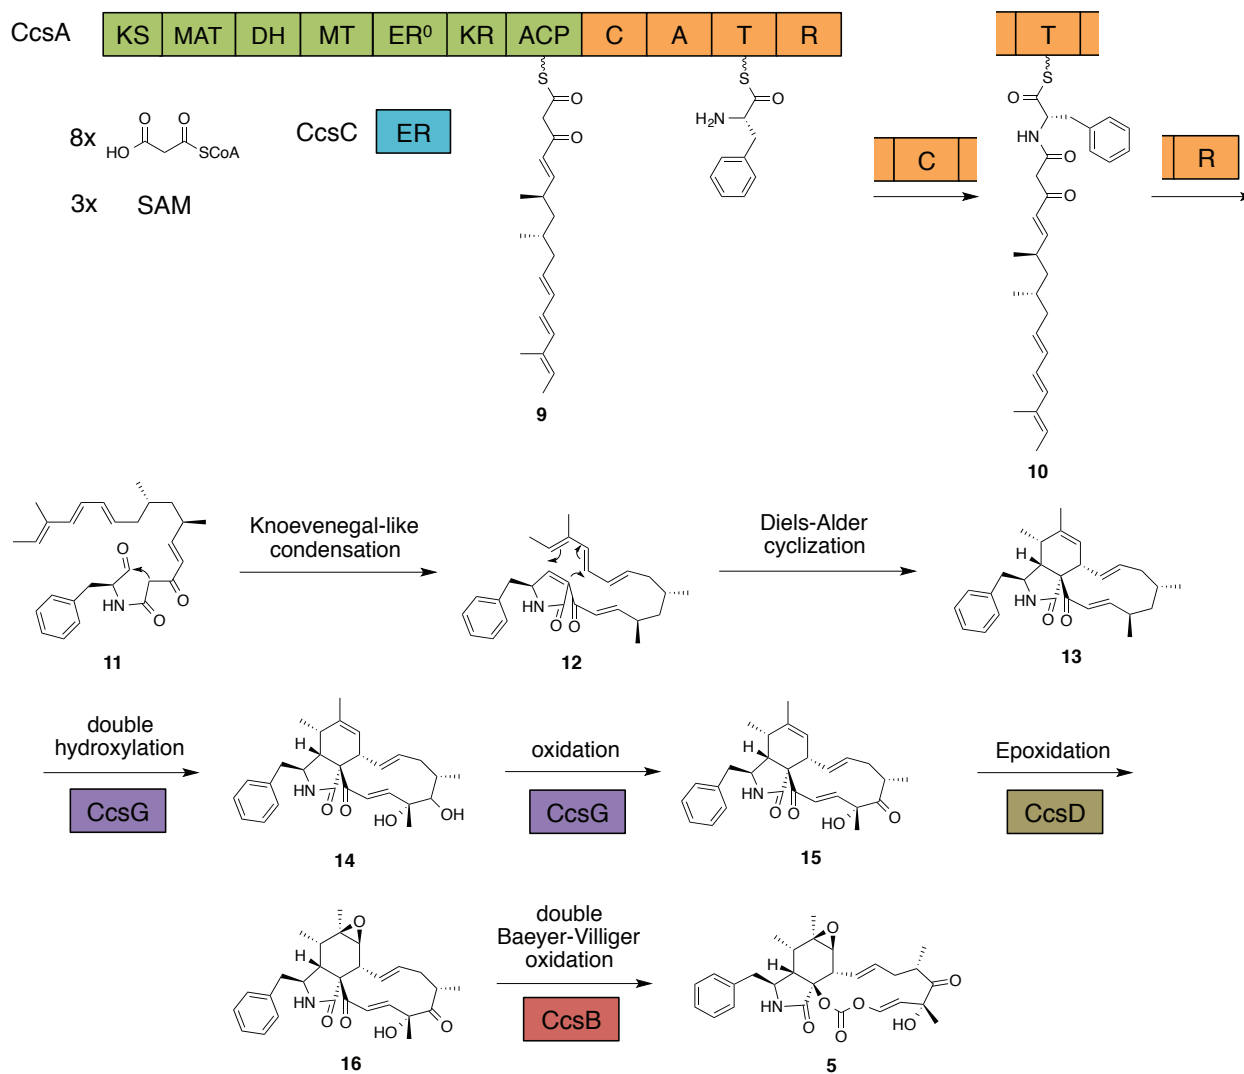 CcsA KS MAT DH MT ER⁰ KR ACP C A T R
T
S
O
S
O
S
O
H₂N
O
HN
O
O
8x
O
O
HO
SCoA
CcsC ER
3x SAM
C
R
9
10
O
HN
O
O
11
Knoevenegal-like
condensation
HN
O
O
12
Diels-Alder
cyclization
H
HN
O
O
13
double
hydroxylation
CcsG
H
HN
O
O
HO
OH
14
oxidation
CcsG
H
HN
O
O
HO
O
15
Epoxidation
CcsD
O
H
HN
O
O
HO
O
16
double
Baeyer-Villiger
oxidation
CcsB
O
H
HN
O
O
O
O
O
HO
5